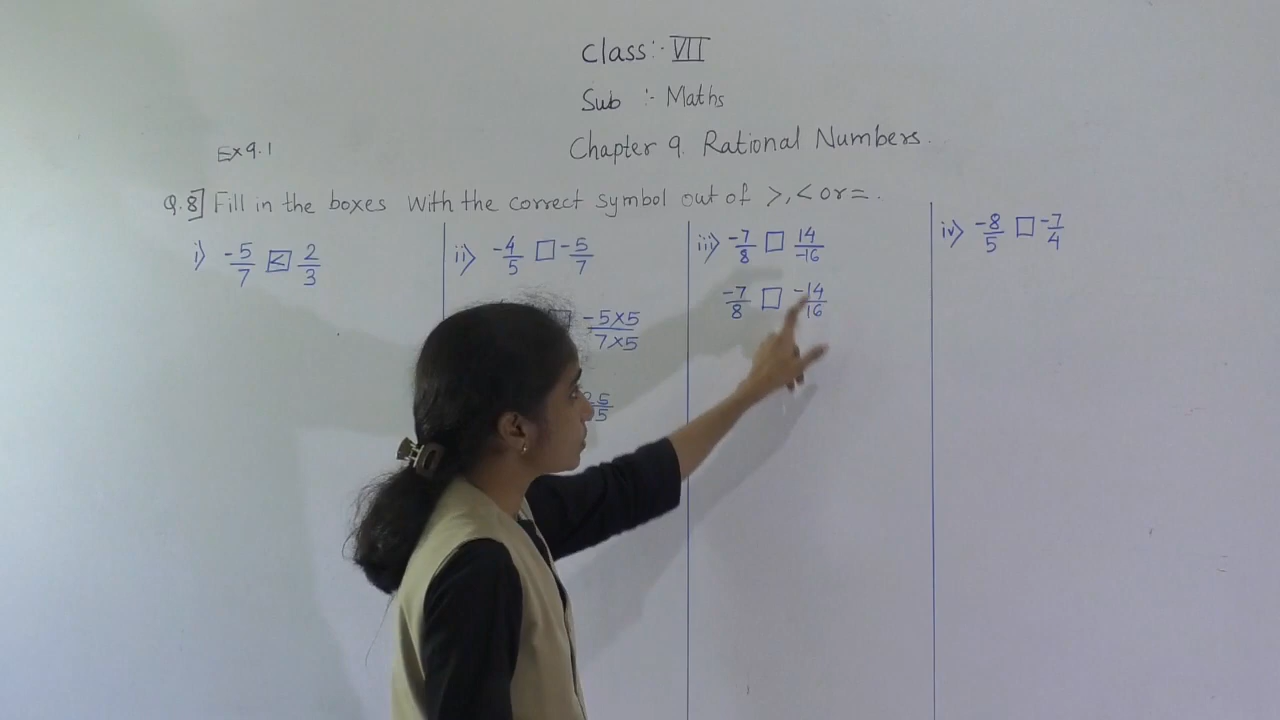 Class:- VII
Sub :- Maths
Chapter 9. Rational Numbers.
Ex 9.1
Q.8] Fill in the boxes with the correct symbol out of >, < or =.
i) -5/7 [<] 2/3
ii) -4/5 □ -5/7
□ -5×5/7×5
iii) -7/8 □ 14/-16
-7/8 □ -14/16
iv) -8/5 □ -7/4